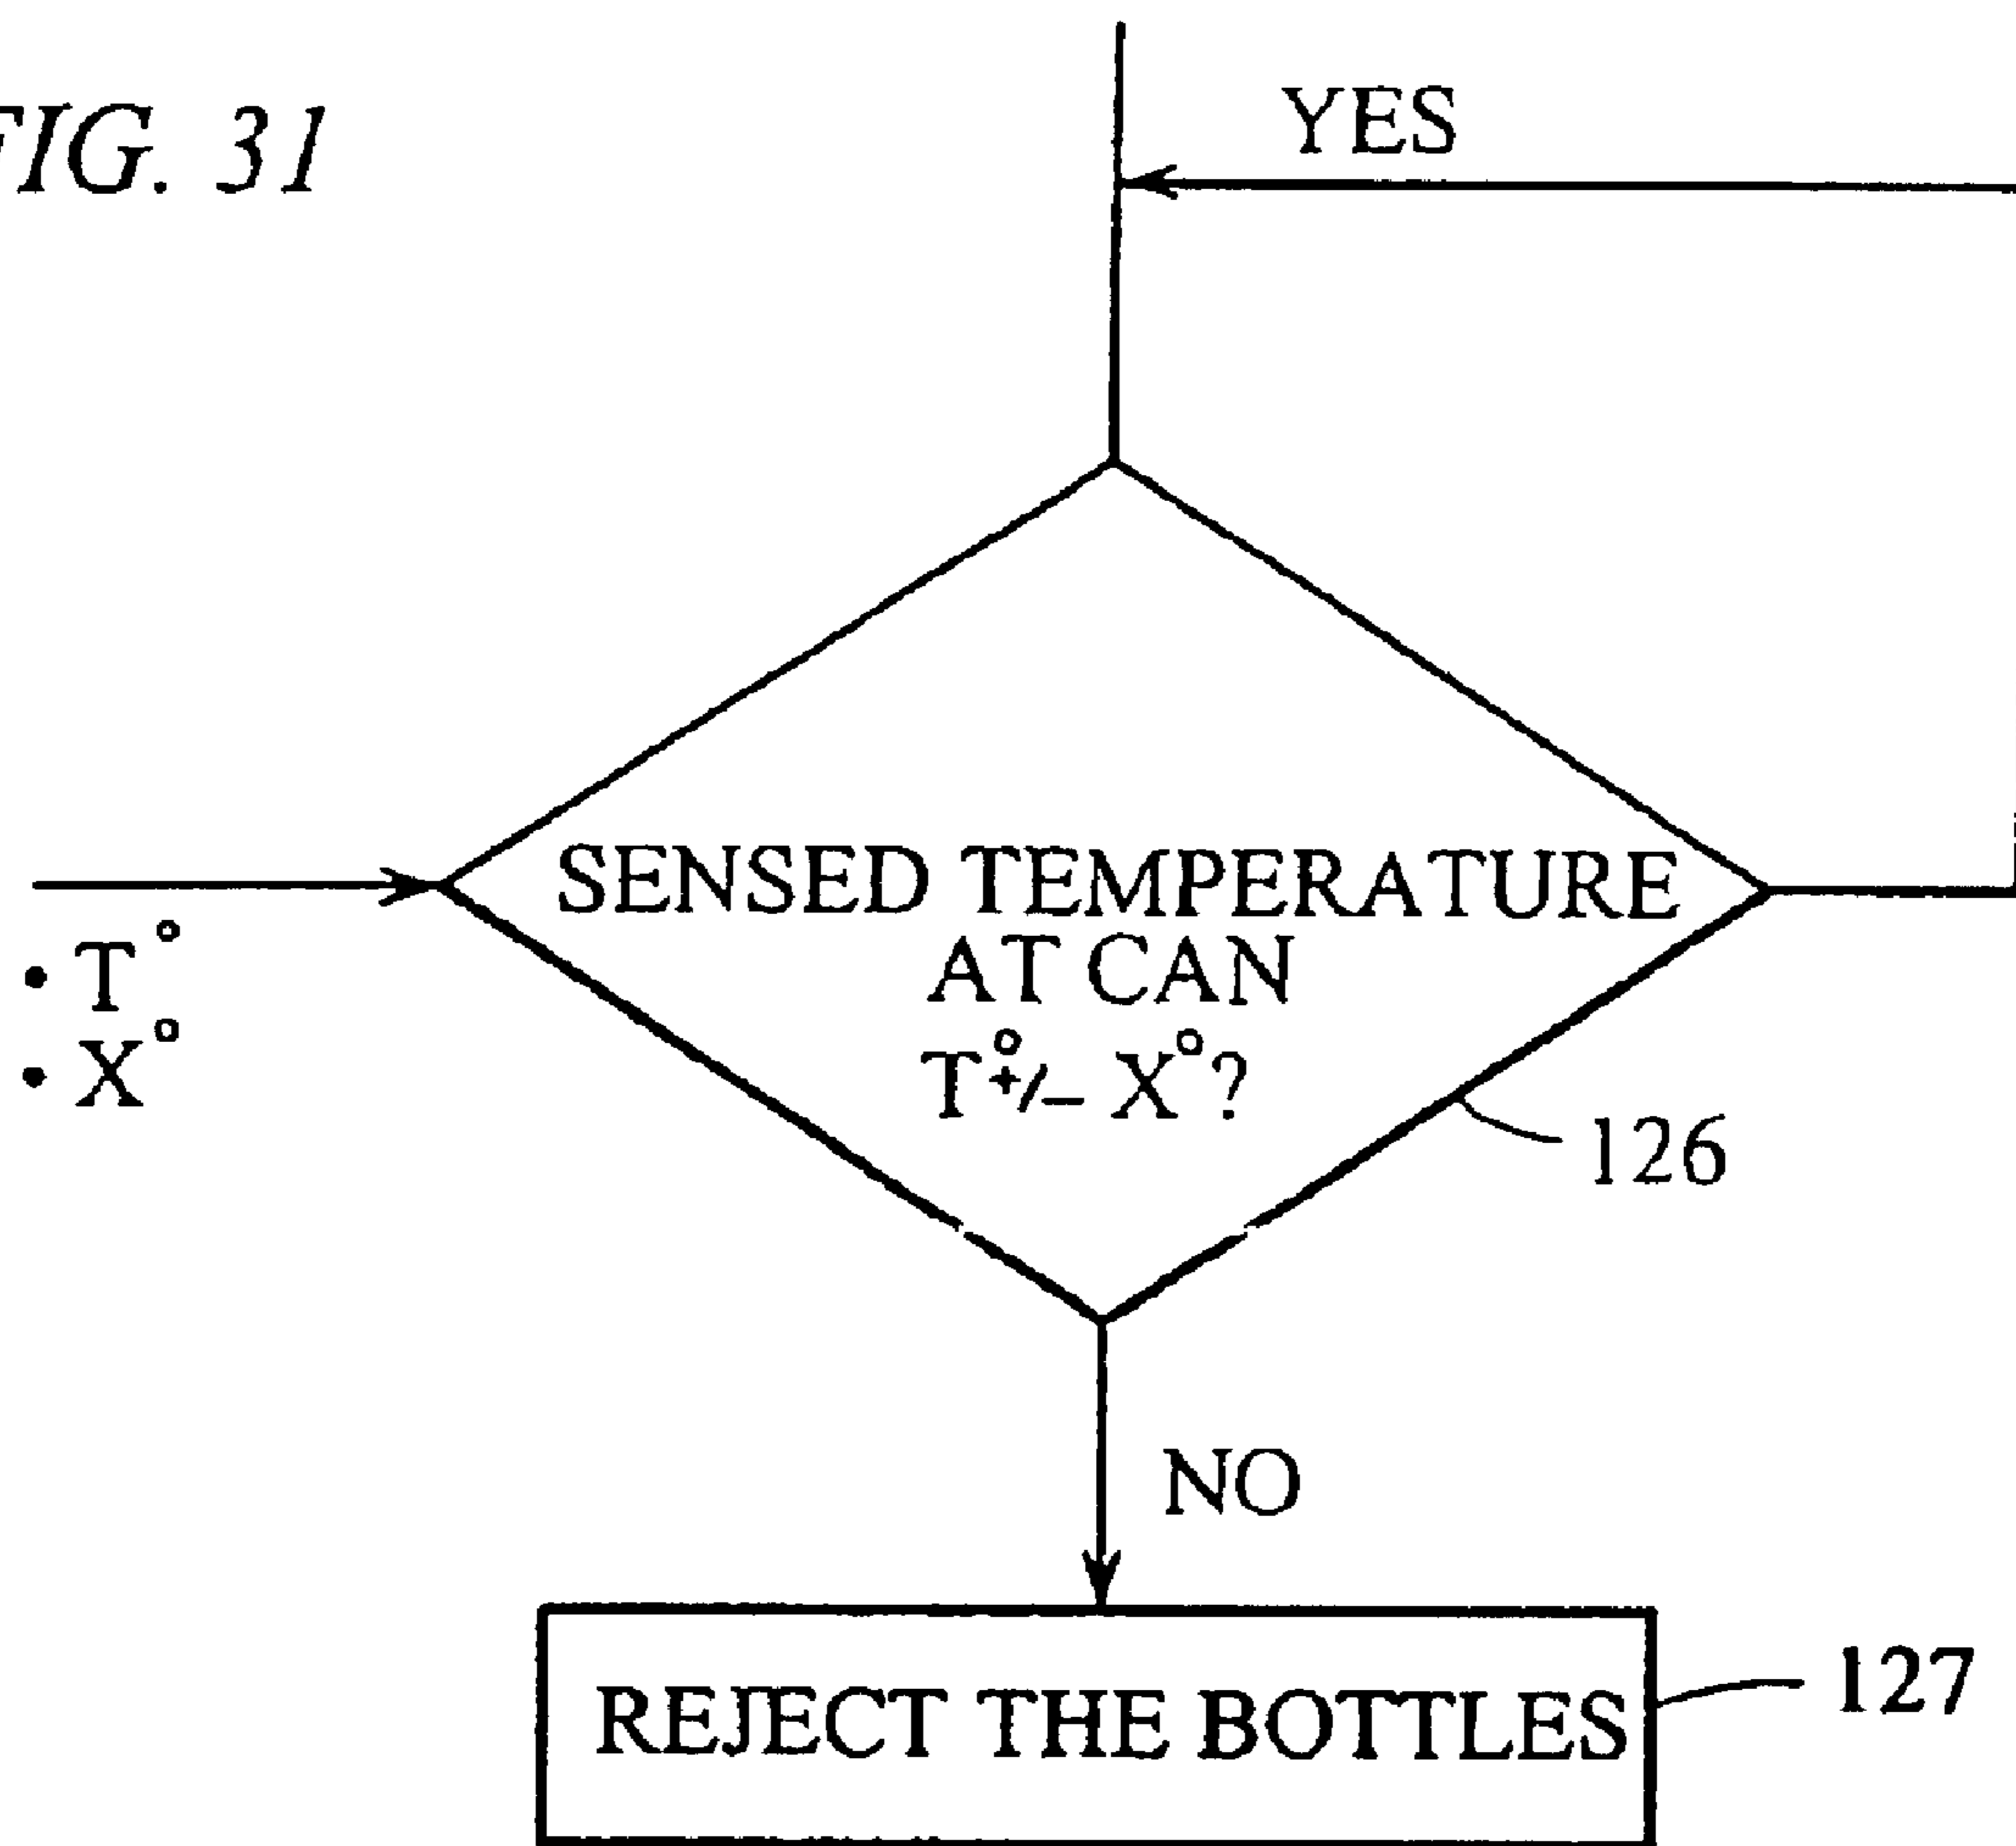 FIG. 31
YES
SENSED TEMPERATURE
AT CAN
T° +/– X° ?
• T°
• X°
126
NO
REJECT THE BOTTLES
127